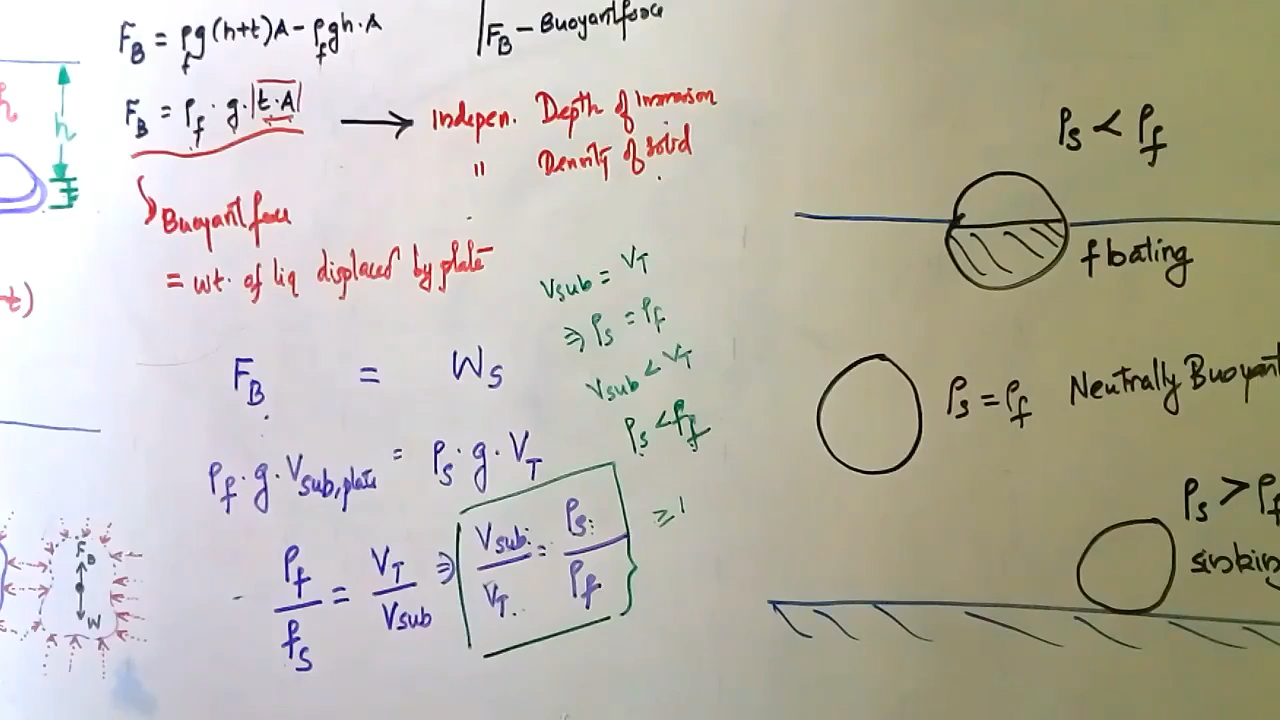 F_B = ρ_f g(h+t)A - ρ_f gh·A
F_B - Buoyant force
F_B = ρ_f · g · t·A → Indepen. Depth of Immersion
" Density of solid
h
h
t
Buoyant force
= wt. of liq displaced by plate
-t)
V_sub = V_T
⇒ ρ_s = ρ_f
V_sub < V_T
ρ_s < ρ_f
F_B = W_s
ρ_f · g · V_sub,plate = ρ_s · g · V_T
ρ_f / ρ_s = V_T / V_sub ⇒ V_sub / V_T = ρ_s / ρ_f ≥ 1
F_B
W
ρ_s < ρ_f
floating
ρ_s = ρ_f Neutrally Buoyant
ρ_s > ρ_f
sinkin